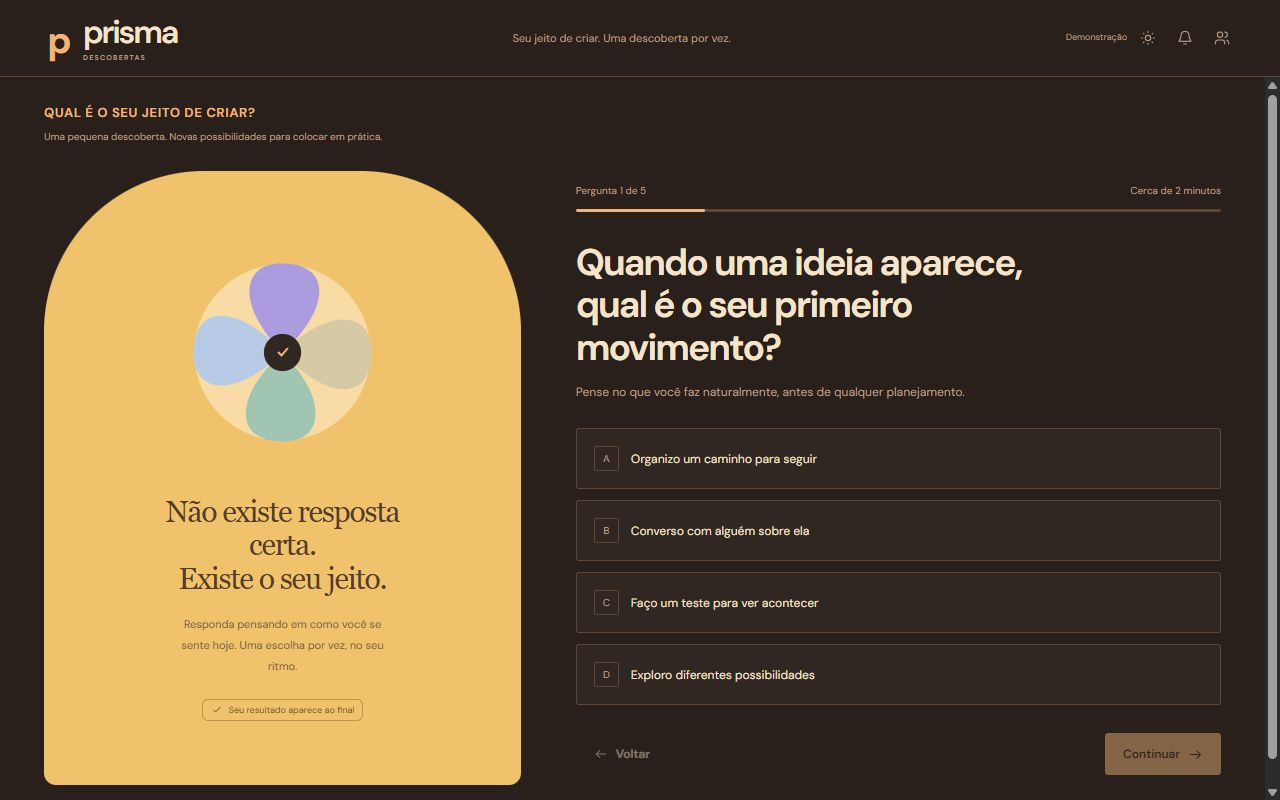 p prisma
DESCOBERTAS
Seu jeito de criar. Uma descoberta por vez.
Demonstração
QUAL É O SEU JEITO DE CRIAR?
Uma pequena descoberta. Novas possibilidades para colocar em prática.
Não existe resposta
certa.
Existe o seu jeito.
Responda pensando em como você se
sente hoje. Uma escolha por vez, no seu
ritmo.
Seu resultado aparece ao final
Pergunta 1 de 5
Cerca de 2 minutos
Quando uma ideia aparece,
qual é o seu primeiro
movimento?
Pense no que você faz naturalmente, antes de qualquer planejamento.
A Organizo um caminho para seguir
B Converso com alguém sobre ela
C Faço um teste para ver acontecer
D Exploro diferentes possibilidades
Voltar
Continuar